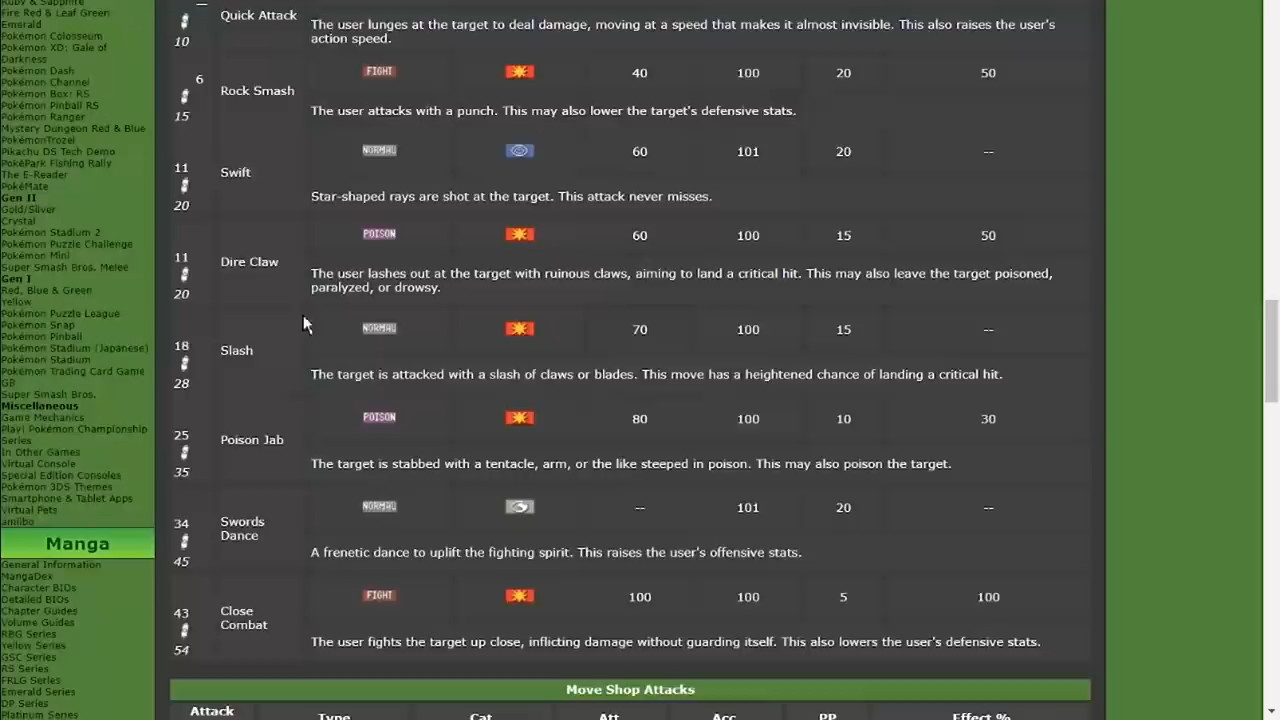 Ruby & Sapphire
Fire Red & Leaf Green
Emerald
Pokémon Colosseum
Pokémon XD: Gale of
Darkness
Pokémon Dash
Pokémon Channel
Pokémon Box: RS
Pokémon Pinball RS
Pokémon Ranger
Mystery Dungeon Red & Blue
PokémonTrozei
Pikachu DS Tech Demo
PokéPark Fishing Rally
The E-Reader
PokéMate
Gen II
Gold/Silver
Crystal
Pokémon Stadium 2
Pokémon Puzzle Challenge
Pokémon Mini
Super Smash Bros. Melee
Gen I
Red, Blue & Green
Yellow
Pokémon Puzzle League
Pokémon Snap
Pokémon Pinball
Pokémon Stadium (Japanese)
Pokémon Stadium
Pokémon Trading Card Game
GB
Super Smash Bros.
Miscellaneous
Game Mechanics
Play! Pokémon Championship
Series
In Other Games
Virtual Console
Special Edition Consoles
Pokémon 3DS Themes
Smartphone & Tablet Apps
Virtual Pets
amiibo
Manga
General Information
MangaDex
Character BIOs
Detailed BIOs
Chapter Guides
Volume Guides
RBG Series
Yellow Series
GSC Series
RS Series
FRLG Series
Emerald Series
DP Series
Platinum Series
—
10
Quick Attack
The user lunges at the target to deal damage, moving at a speed that makes it almost invisible. This also raises the user's
action speed.
6
15
Rock Smash
FIGHT 40 100 20 50
The user attacks with a punch. This may also lower the target's defensive stats.
11
20
Swift
NORMAL 60 101 20 --
Star-shaped rays are shot at the target. This attack never misses.
11
20
Dire Claw
POISON 60 100 15 50
The user lashes out at the target with ruinous claws, aiming to land a critical hit. This may also leave the target poisoned,
paralyzed, or drowsy.
18
28
Slash
NORMAL 70 100 15 --
The target is attacked with a slash of claws or blades. This move has a heightened chance of landing a critical hit.
25
35
Poison Jab
POISON 80 100 10 30
The target is stabbed with a tentacle, arm, or the like steeped in poison. This may also poison the target.
34
45
Swords
Dance
NORMAL -- 101 20 --
A frenetic dance to uplift the fighting spirit. This raises the user's offensive stats.
43
54
Close
Combat
FIGHT 100 100 5 100
The user fights the target up close, inflicting damage without guarding itself. This also lowers the user's defensive stats.
Move Shop Attacks
Attack Type Cat Att Acc PP Effect %